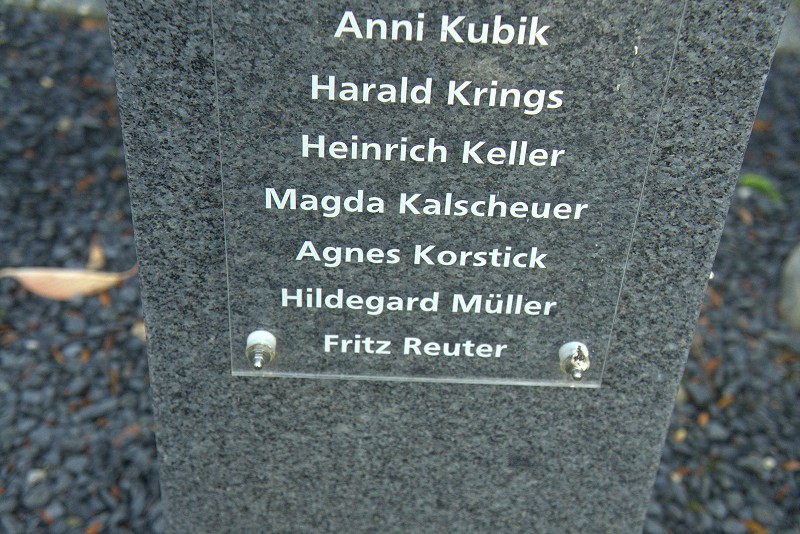 Anni Kubik
Harald Krings
Heinrich Keller
Magda Kalscheuer
Agnes Korstick
Hildegard Müller
Fritz Reuter